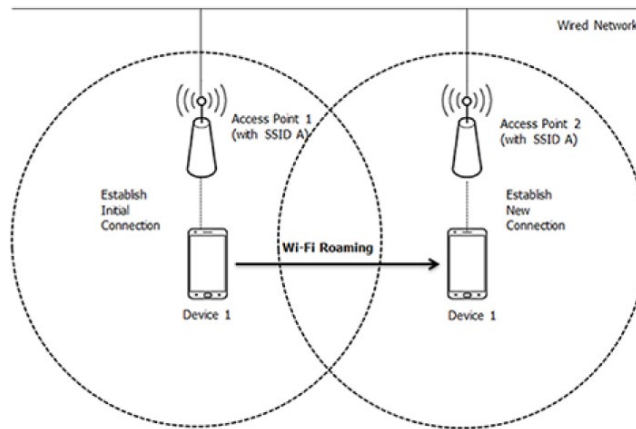 Wired Network
Access Point 1
(with SSID A)
Access Point 2
(with SSID A)
Establish
Initial
Connection
Establish
New
Connection
Wi-Fi Roaming
Device 1
Device 1